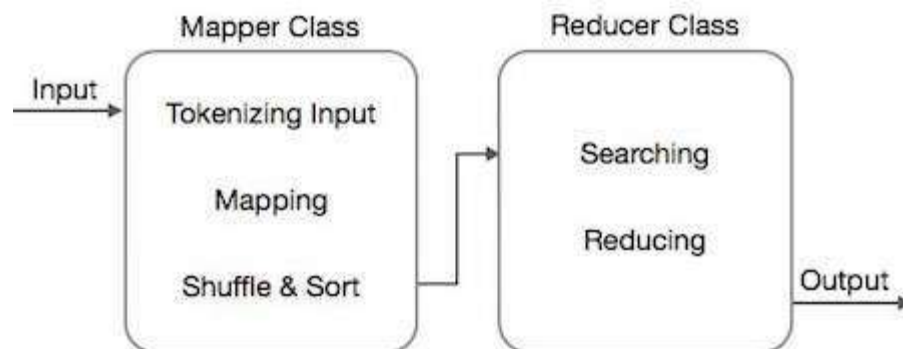 Mapper Class
Reducer Class
Input
Tokenizing Input
Mapping
Shuffle & Sort
Searching
Reducing
Output